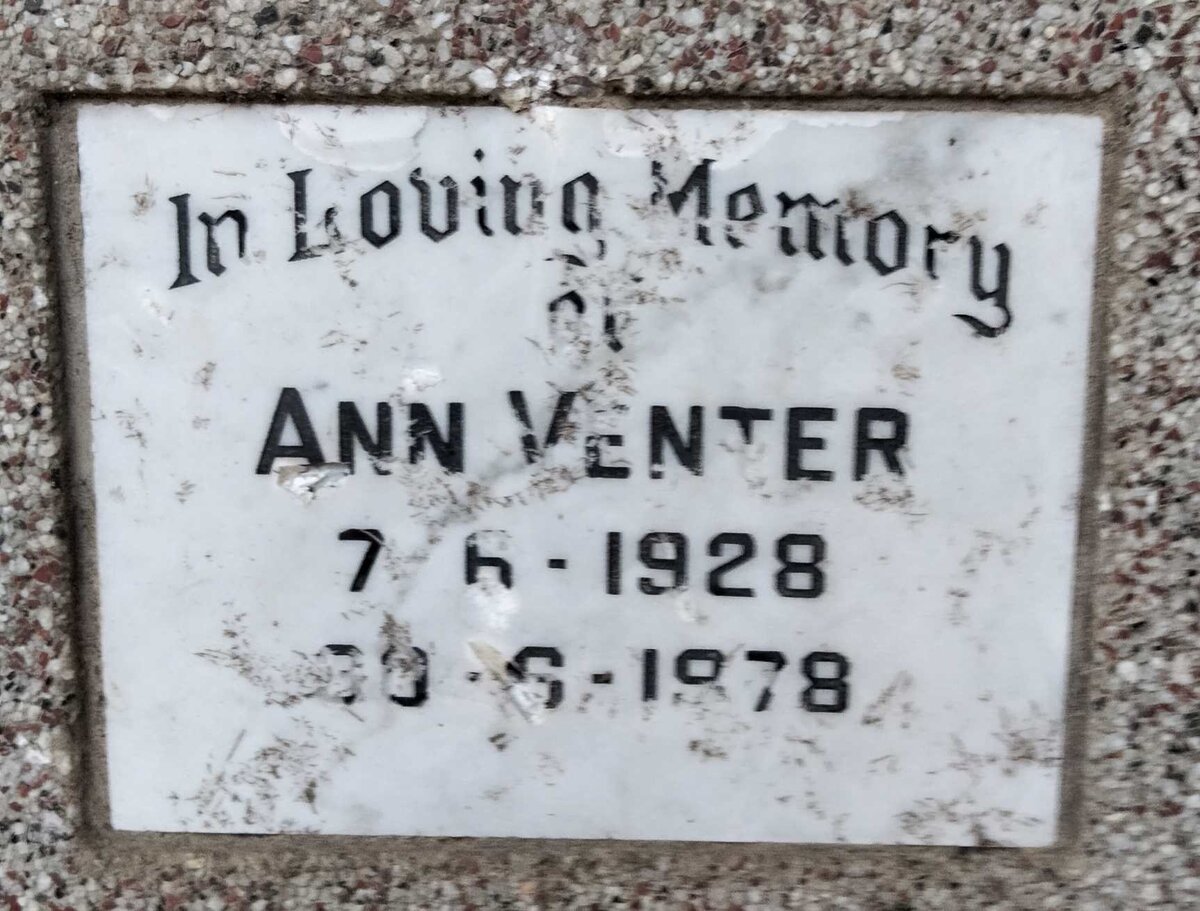 In Loving Memory
of
ANN VENTER
7-6-1928
30-6-1978